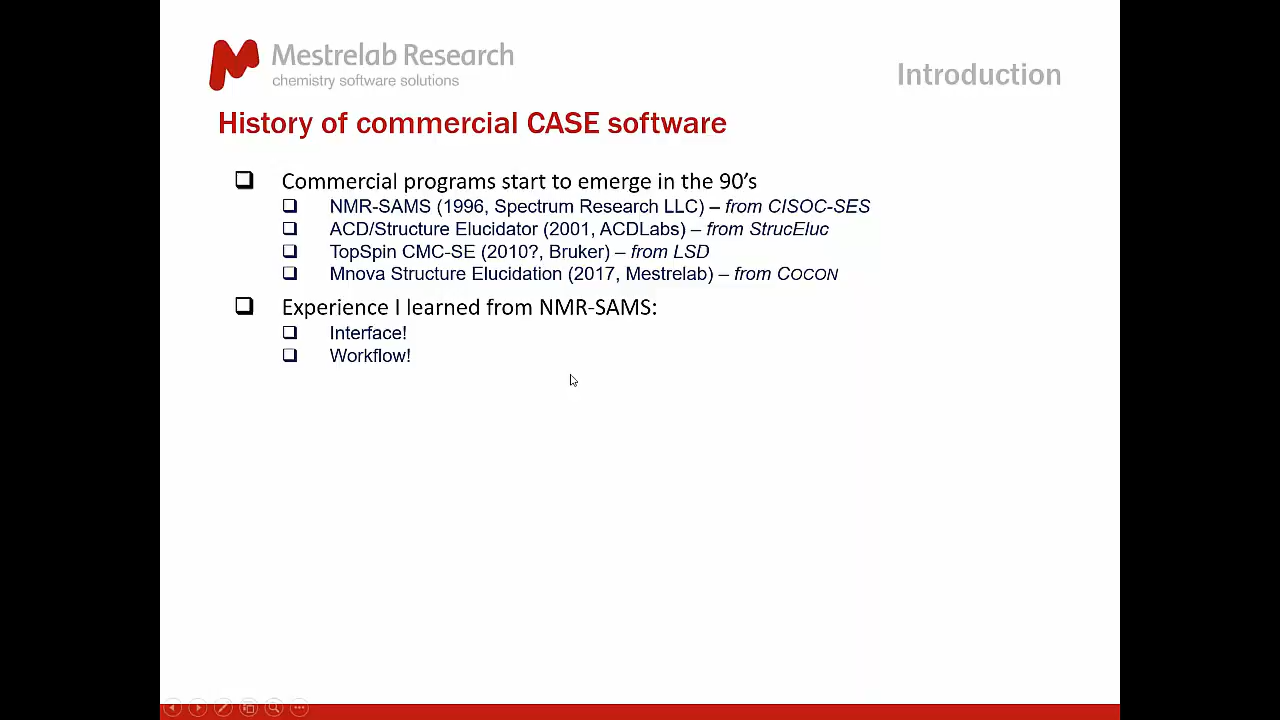 Mestrelab Research
chemistry software solutions
Introduction
History of commercial CASE software
Commercial programs start to emerge in the 90’s
NMR-SAMS (1996, Spectrum Research LLC) – from CISOC-SES
ACD/Structure Elucidator (2001, ACDLabs) – from StrucEluc
TopSpin CMC-SE (2010?, Bruker) – from LSD
Mnova Structure Elucidation (2017, Mestrelab) – from COCON
Experience I learned from NMR-SAMS:
Interface!
Workflow!